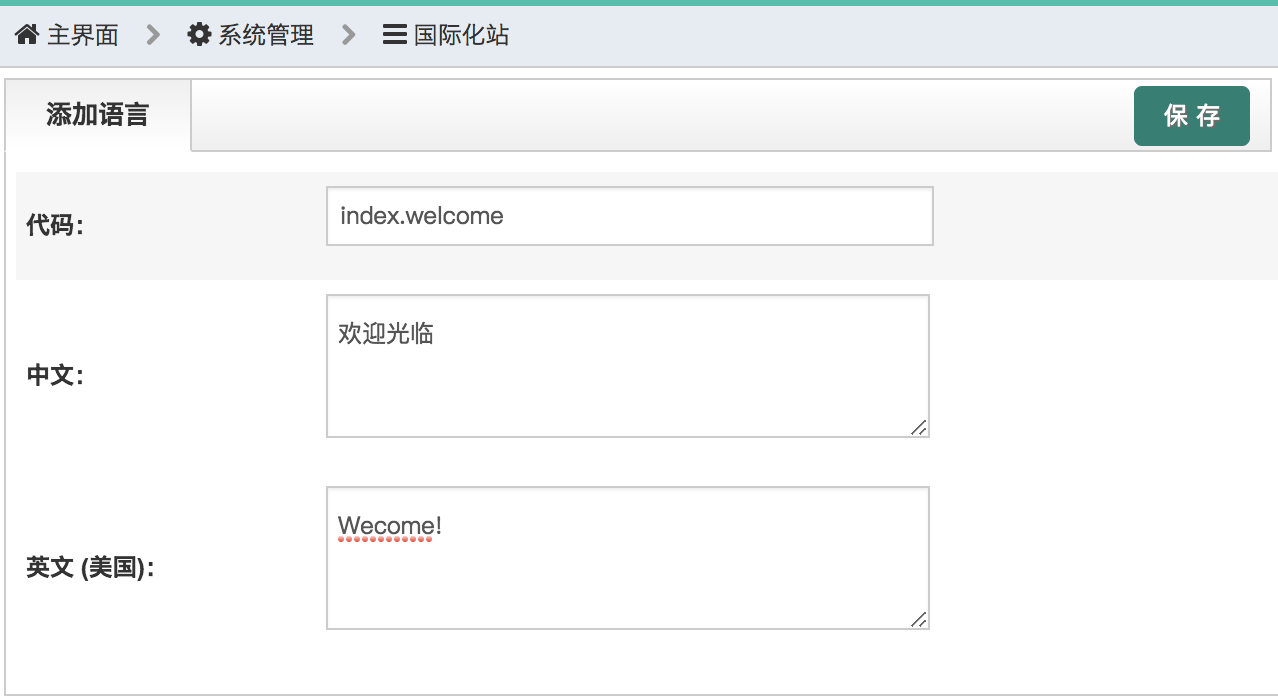 主界面 系统管理 国际化站
添加语言 保 存
代码： index.welcome
中文： 欢迎光临
英文 (美国)： Wecome!